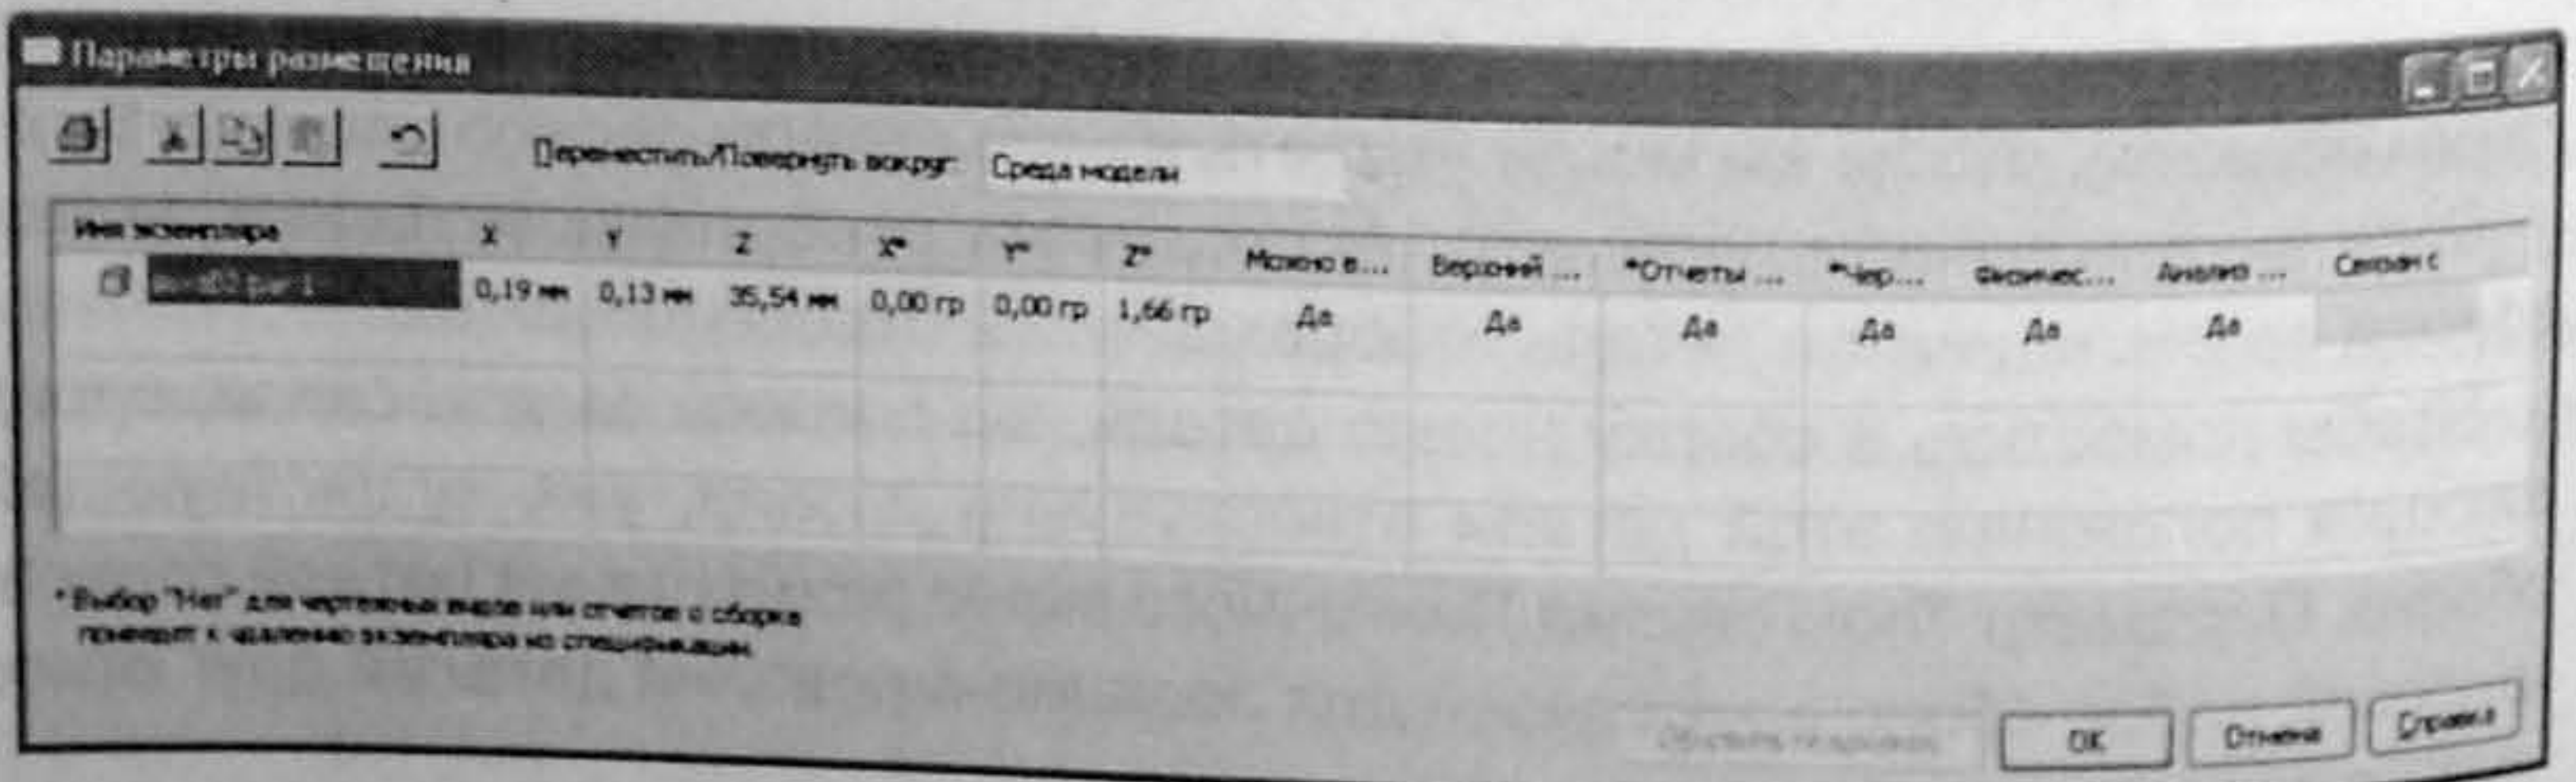 Параметры размещения
Переместить/Повернуть вокруг: Среда модели
Имя экземпляра X Y Z X° Y° Z° Можно в... Верхний ... *Отчеты ... *Чер... Физичес... Анализ ... Связан с
0,19 мм 0,13 мм 35,54 мм 0,00 гр 0,00 гр 1,66 гр Да Да Да Да Да Да
* Выбор "Нет" для чертежных видов или отчетов о сборке
приведет к удалению экземпляра из спецификации.
OK Отмена Справка